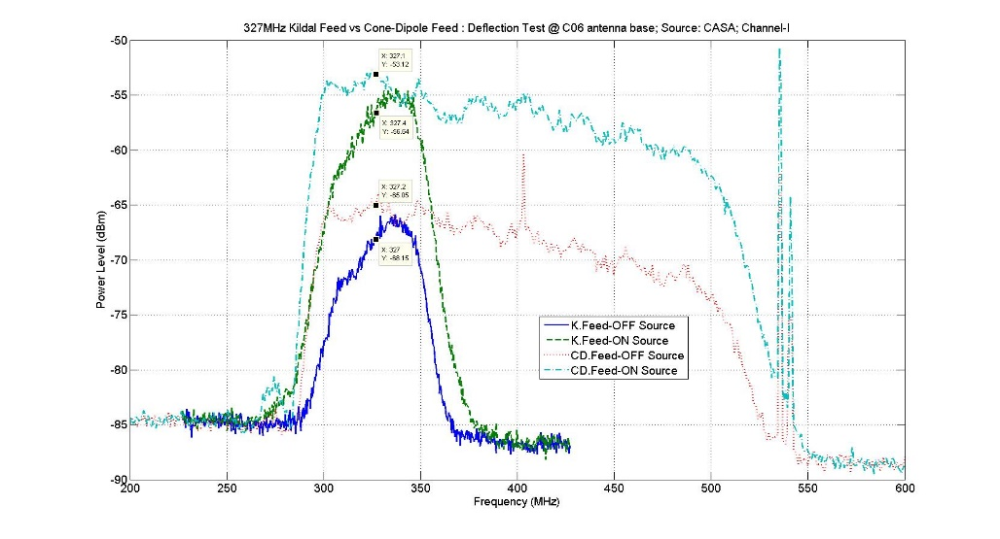 327MHz Kildal Feed vs Cone-Dipole Feed : Deflection Test @ C06 antenna base; Source: CASA; Channel-I
-50
-55
-60
-65
-70
-75
-80
-85
-90
Power Level (dBm)
X: 327.1
Y: -53.12
X: 327.4
Y: -56.64
X: 327.2
Y: -65.05
X: 327
Y: -68.15
K.Feed-OFF Source
K.Feed-ON Source
CD.Feed-OFF Source
CD.Feed-ON Source
200 250 300 350 400 450 500 550 600
Frequency (MHz)